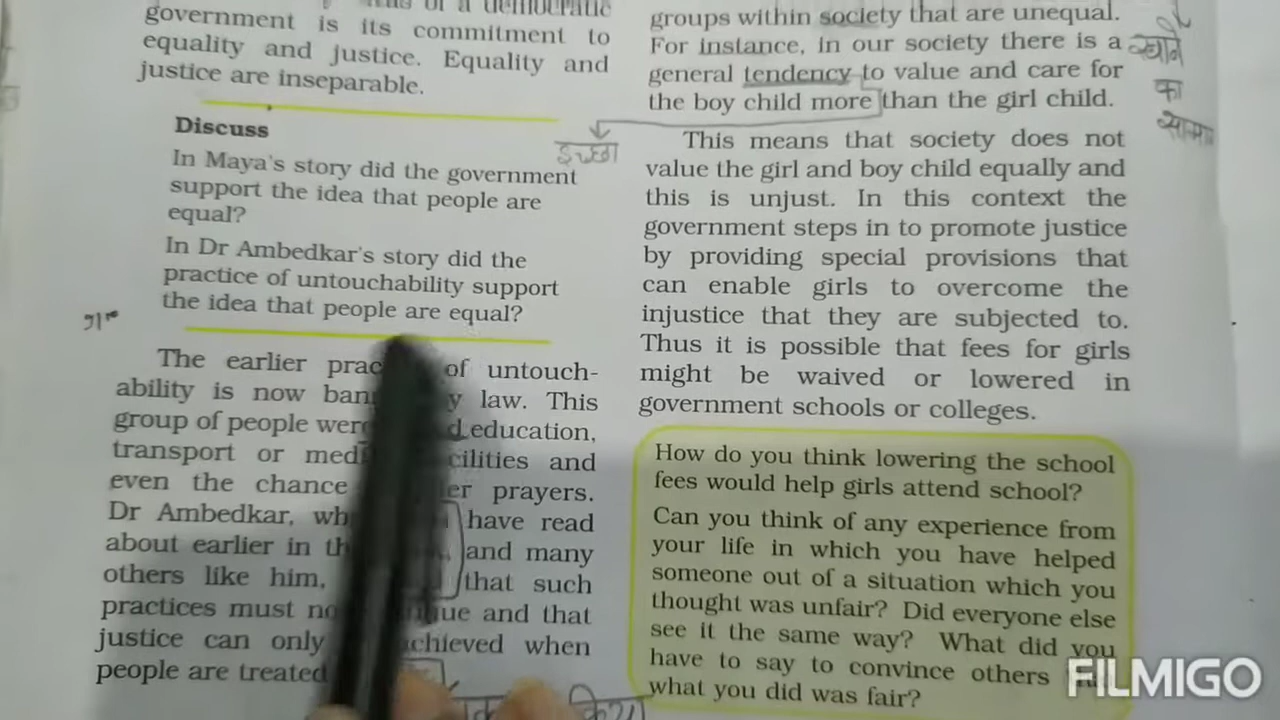 of a democratic
government is its commitment to
equality and justice. Equality and
justice are inseparable.
Discuss
In Maya's story did the government
support the idea that people are
equal?
In Dr Ambedkar's story did the
practice of untouchability support
the idea that people are equal?
The earlier of untouch-
ability is now law. This
group of people were education,
transport or and
even the chance prayers.
Dr Ambedkar, have read
about earlier in and many
others like him, that such
practices must and that
justice can only achieved when
people are treated
groups within society that are unequal.
For instance, in our society there is a
general tendency to value and care for
the boy child more than the girl child.
इच्छा
का
This means that society does not
value the girl and boy child equally and
this is unjust. In this context the
government steps in to promote justice
by providing special provisions that
can enable girls to overcome the
injustice that they are subjected to.
Thus it is possible that fees for girls
might be waived or lowered in
government schools or colleges.
How do you think lowering the school
fees would help girls attend school?
Can you think of any experience from
your life in which you have helped
someone out of a situation which you
thought was unfair? Did everyone else
see it the same way? What did you
have to say to convince others
what you did was fair?
FILMIGO